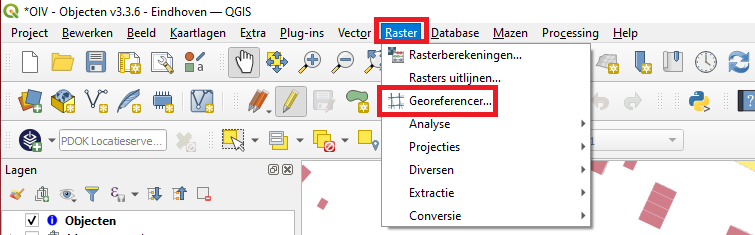 *OIV - Objecten v3.3.6 - Eindhoven — QGIS
Project Bewerken Beeld Kaartlagen Extra Plug-ins Vector Raster Database Mazen Processing Help
Rasterberekeningen...
Rasters uitlijnen...
Georeferencer...
Analyse
PDOK Locatieserve...
Projecties
Lagen
Diversen
Extractie
Conversie
Objecten